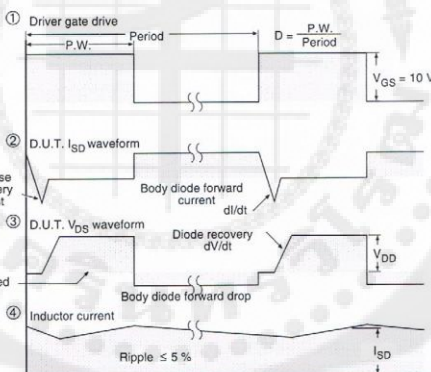 ① Driver gate drive
Period
P.W.
D = P.W. / Period
V_GS = 10 V
② D.U.T. I_SD waveform
Body diode forward
current
dI/dt
③ D.U.T. V_DS waveform
Diode recovery
dV/dt
V_DD
Body diode forward drop
④ Inductor current
Ripple ≤ 5 %
I_SD